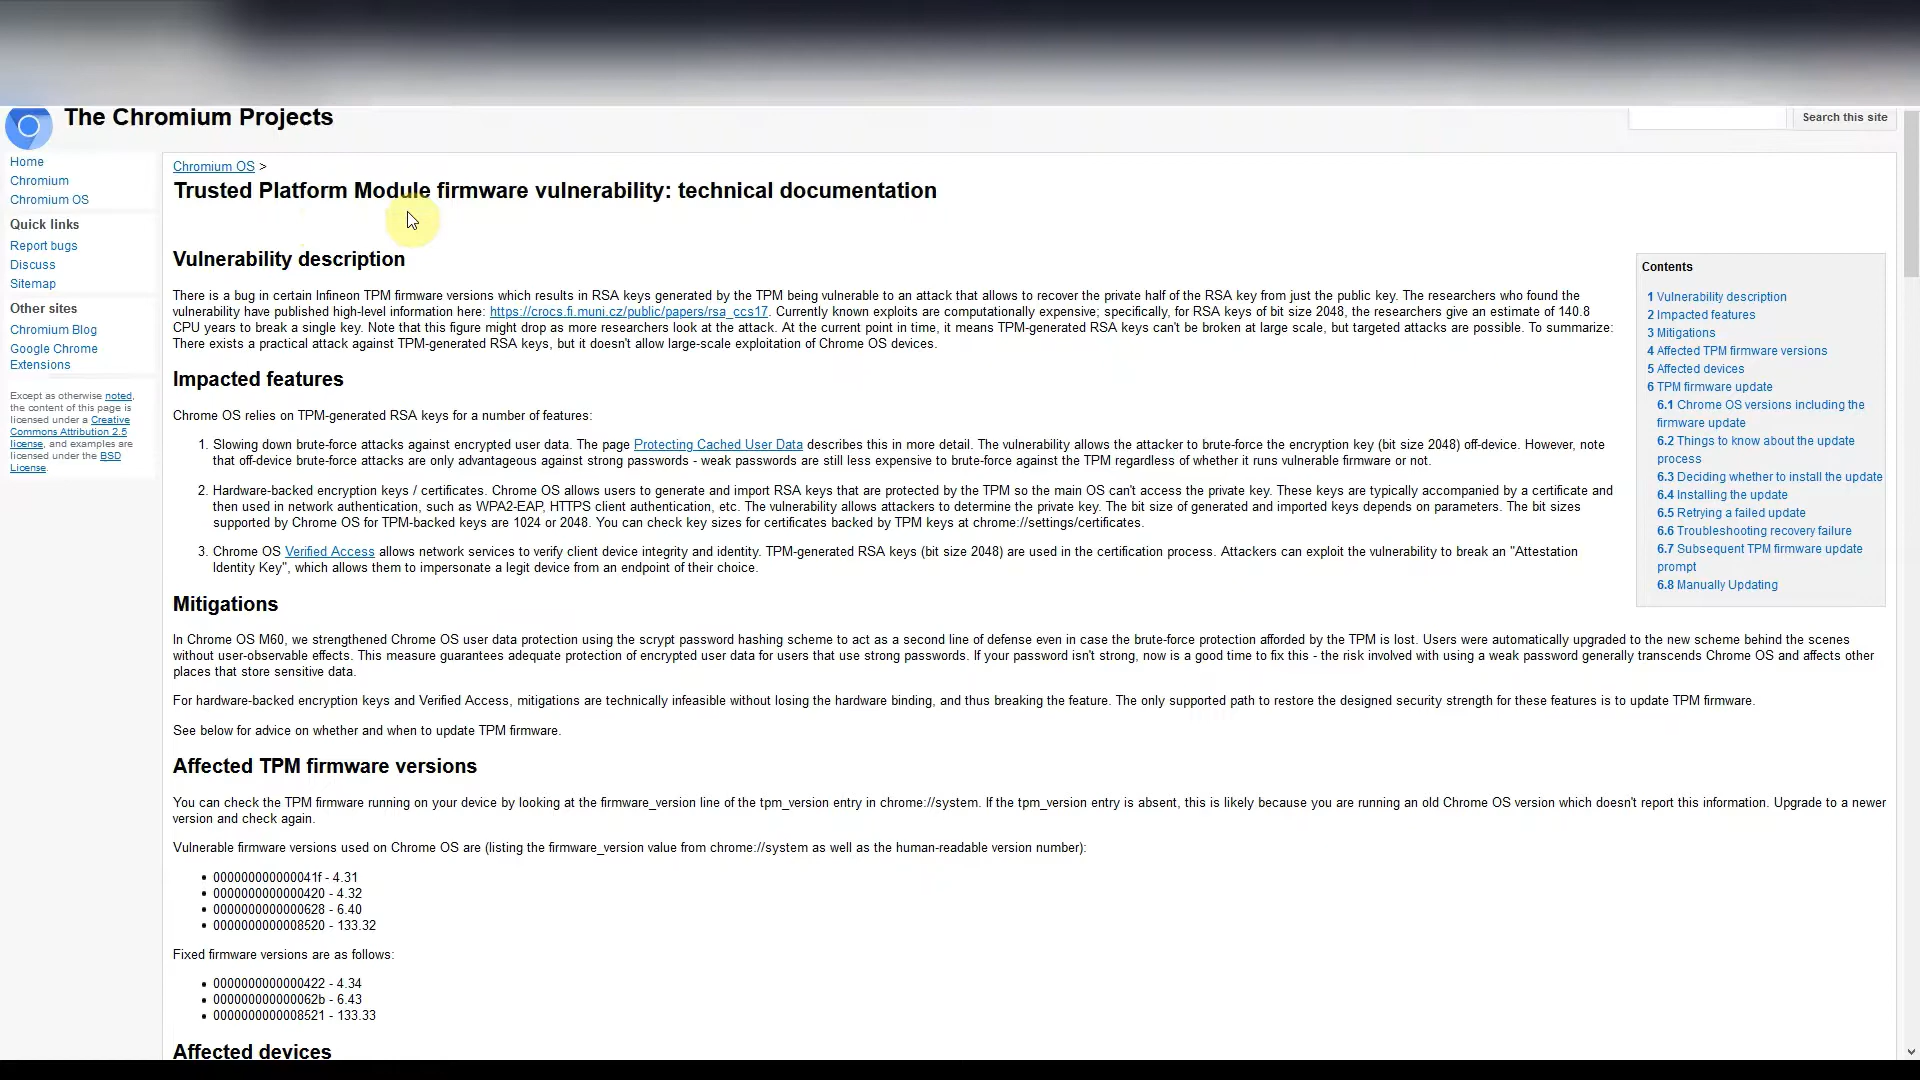 The Chromium Projects
Search this site
Home
Chromium
Chromium OS
Quick links
Report bugs
Discuss
Sitemap
Other sites
Chromium Blog
Google Chrome
Extensions
Except as otherwise noted,
the content of this page is
licensed under a Creative
Commons Attribution 2.5
license, and examples are
licensed under the BSD
License.
Chromium OS >
Trusted Platform Module firmware vulnerability: technical documentation
Vulnerability description
There is a bug in certain Infineon TPM firmware versions which results in RSA keys generated by the TPM being vulnerable to an attack that allows to recover the private half of the RSA key from just the public key. The researchers who found the
vulnerability have published high-level information here: https://crocs.fi.muni.cz/public/papers/rsa_ccs17. Currently known exploits are computationally expensive; specifically, for RSA keys of bit size 2048, the researchers give an estimate of 140.8
CPU years to break a single key. Note that this figure might drop as more researchers look at the attack. At the current point in time, it means TPM-generated RSA keys can't be broken at large scale, but targeted attacks are possible. To summarize:
There exists a practical attack against TPM-generated RSA keys, but it doesn't allow large-scale exploitation of Chrome OS devices.
Impacted features
Chrome OS relies on TPM-generated RSA keys for a number of features:
1. Slowing down brute-force attacks against encrypted user data. The page Protecting Cached User Data describes this in more detail. The vulnerability allows the attacker to brute-force the encryption key (bit size 2048) off-device. However, note
that off-device brute-force attacks are only advantageous against strong passwords - weak passwords are still less expensive to brute-force against the TPM regardless of whether it runs vulnerable firmware or not.
2. Hardware-backed encryption keys / certificates. Chrome OS allows users to generate and import RSA keys that are protected by the TPM so the main OS can't access the private key. These keys are typically accompanied by a certificate and
then used in network authentication, such as WPA2-EAP, HTTPS client authentication, etc. The vulnerability allows attackers to determine the private key. The bit size of generated and imported keys depends on parameters. The bit sizes
supported by Chrome OS for TPM-backed keys are 1024 or 2048. You can check key sizes for certificates backed by TPM keys at chrome://settings/certificates.
3. Chrome OS Verified Access allows network services to verify client device integrity and identity. TPM-generated RSA keys (bit size 2048) are used in the certification process. Attackers can exploit the vulnerability to break an "Attestation
Identity Key", which allows them to impersonate a legit device from an endpoint of their choice.
Mitigations
In Chrome OS M60, we strengthened Chrome OS user data protection using the scrypt password hashing scheme to act as a second line of defense even in case the brute-force protection afforded by the TPM is lost. Users were automatically upgraded to the new scheme behind the scenes
without user-observable effects. This measure guarantees adequate protection of encrypted user data for users that use strong passwords. If your password isn't strong, now is a good time to fix this - the risk involved with using a weak password generally transcends Chrome OS and affects other
places that store sensitive data.
For hardware-backed encryption keys and Verified Access, mitigations are technically infeasible without losing the hardware binding, and thus breaking the feature. The only supported path to restore the designed security strength for these features is to update TPM firmware.
See below for advice on whether and when to update TPM firmware.
Affected TPM firmware versions
You can check the TPM firmware running on your device by looking at the firmware_version line of the tpm_version entry in chrome://system. If the tpm_version entry is absent, this is likely because you are running an old Chrome OS version which doesn't report this information. Upgrade to a newer
version and check again.
Vulnerable firmware versions used on Chrome OS are (listing the firmware_version value from chrome://system as well as the human-readable version number):
• 000000000000041f - 4.31
• 0000000000000420 - 4.32
• 0000000000000628 - 6.40
• 0000000000008520 - 133.32
Fixed firmware versions are as follows:
• 0000000000000422 - 4.34
• 000000000000062b - 6.43
• 0000000000008521 - 133.33
Affected devices
Contents
1 Vulnerability description
2 Impacted features
3 Mitigations
4 Affected TPM firmware versions
5 Affected devices
6 TPM firmware update
6.1 Chrome OS versions including the
firmware update
6.2 Things to know about the update
process
6.3 Deciding whether to install the update
6.4 Installing the update
6.5 Retrying a failed update
6.6 Troubleshooting recovery failure
6.7 Subsequent TPM firmware update
prompt
6.8 Manually Updating